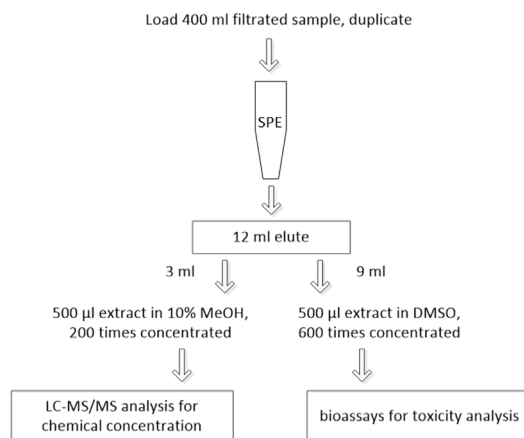 Load 400 ml filtrated sample, duplicate
SPE
12 ml elute
3 ml
9 ml
500 µl extract in 10% MeOH,
200 times concentrated
500 µl extract in DMSO,
600 times concentrated
LC-MS/MS analysis for
chemical concentration
bioassays for toxicity analysis